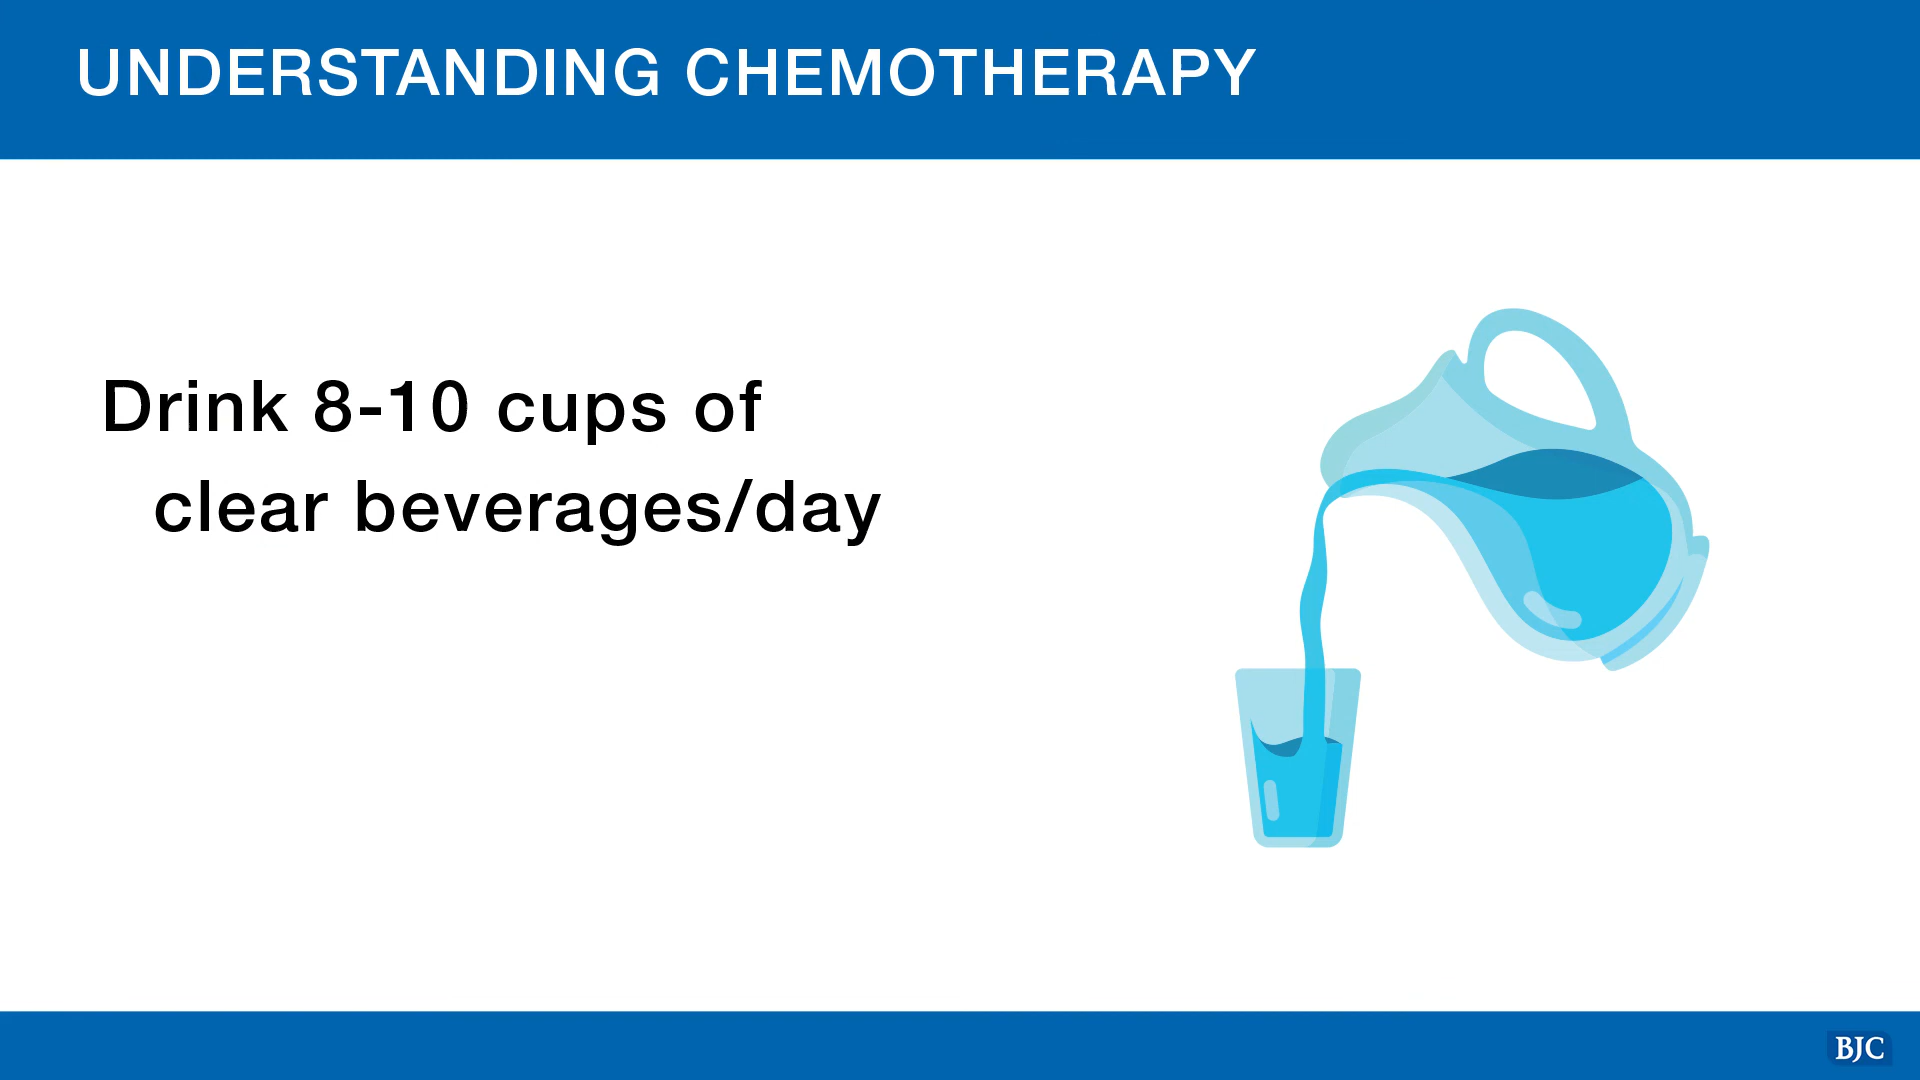 UNDERSTANDING CHEMOTHERAPY
Drink 8-10 cups of
clear beverages/day
BJC